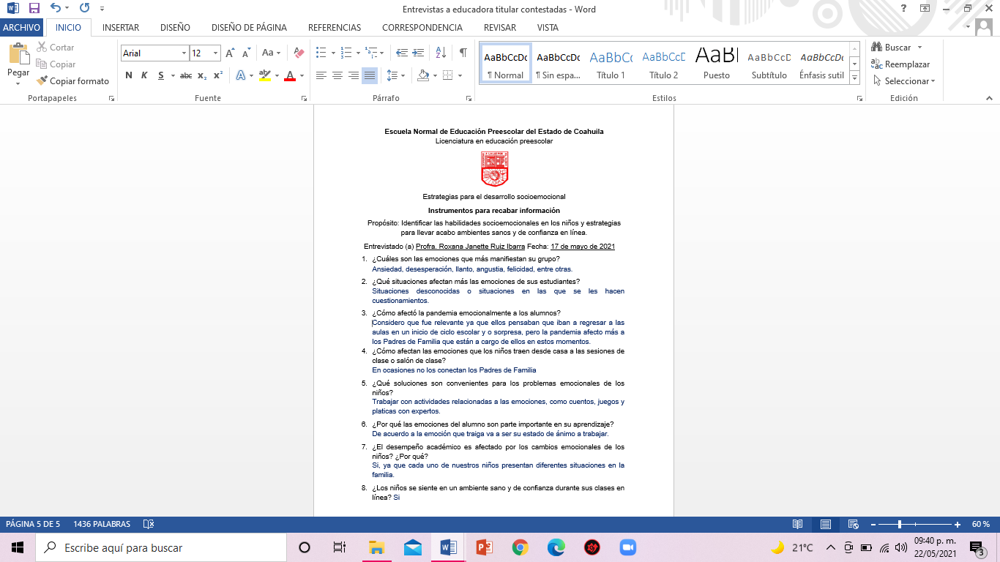 Entrevistas a educadora titular contestadas - Word
?
ARCHIVO INICIO INSERTAR DISEÑO DISEÑO DE PÁGINA REFERENCIAS CORRESPONDENCIA REVISAR VISTA
Pegar
Cortar
Copiar
Copiar formato
Portapapeles
Arial 12
Aa
N K S abc x₂ x²
Fuente
Párrafo
AaBbCcDc AaBbCcDc AaBbCc AaBbCcD AaBl AaBbCcD AaBbCcDc
¶ Normal ¶ Sin espa... Título 1 Título 2 Puesto Subtítulo Énfasis sutil
Estilos
Buscar
Reemplazar
Seleccionar
Edición
Escuela Normal de Educación Preescolar del Estado de Coahuila
Licenciatura en educación preescolar
Estrategias para el desarrollo socioemocional
Instrumentos para recabar información
Propósito: Identificar las habilidades socioemocionales en los niños y estrategias
para llevar acabo ambientes sanos y de confianza en línea.
Entrevistado (a) Profra. Roxana Janette Ruiz Ibarra Fecha: 17 de mayo de 2021
1. ¿Cuáles son las emociones que más manifiestan su grupo?
Ansiedad, desesperación, llanto, angustia, felicidad, entre otras.
2. ¿Qué situaciones afectan más las emociones de sus estudiantes?
Situaciones desconocidas o situaciones en las que se les hacen
cuestionamientos.
3. ¿Cómo afectó la pandemia emocionalmente a los alumnos?
Considero que fue relevante ya que ellos pensaban que iban a regresar a las
aulas en un inicio de ciclo escolar y o sorpresa, pero la pandemia afecto más a
los Padres de Familia que están a cargo de ellos en estos momentos.
4. ¿Cómo afectan las emociones que los niños traen desde casa a las sesiones de
clase o salón de clase?
En ocasiones no los conectan los Padres de Familia
5. ¿Qué soluciones son convenientes para los problemas emocionales de los
niños?
Trabajar con actividades relacionadas a las emociones, como cuentos, juegos y
platicas con expertos.
6. ¿Por qué las emociones del alumno son parte importante en su aprendizaje?
De acuerdo a la emoción que traiga va a ser su estado de ánimo a trabajar.
7. ¿El desempeño académico es afectado por los cambios emocionales de los
niños? ¿Por qué?
Si, ya que cada uno de nuestros niños presentan diferentes situaciones en la
familia.
8. ¿Los niños se siente en un ambiente sano y de confianza durante sus clases en
línea? Si
PÁGINA 5 DE 5 1436 PALABRAS
60 %
Escribe aquí para buscar
21°C
09:40 p. m.
22/05/2021
3